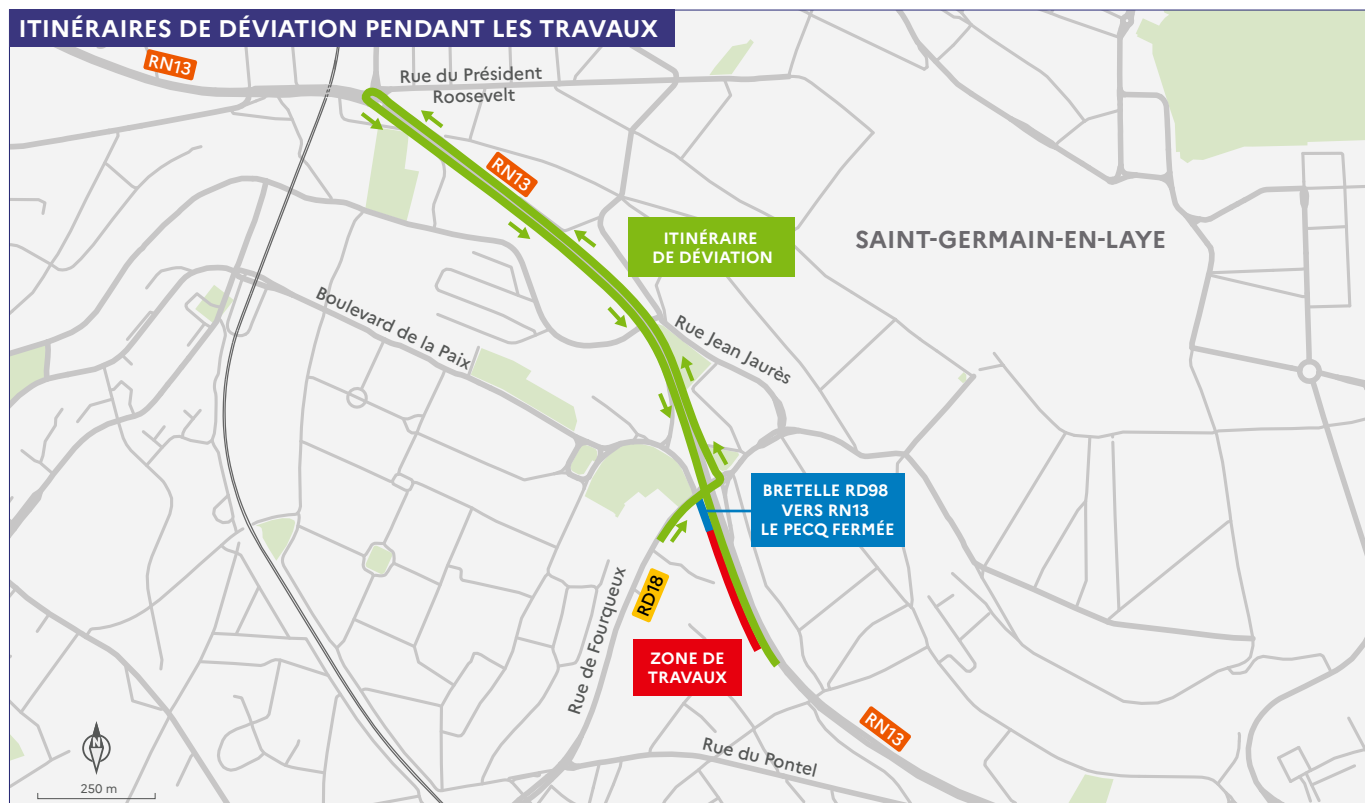 ITINÉRAIRES DE DÉVIATION PENDANT LES TRAVAUX
RN13
Rue du Président
Roosevelt
RN13
ITINÉRAIRE
DE DÉVIATION
SAINT-GERMAIN-EN-LAYE
Boulevard de la Paix
Rue Jean Jaurès
BRETELLE RD98
VERS RN13
LE PECQ FERMÉE
RD18
Rue de Fourqueux
ZONE DE
TRAVAUX
RN13
Rue du Pontel
N
250 m